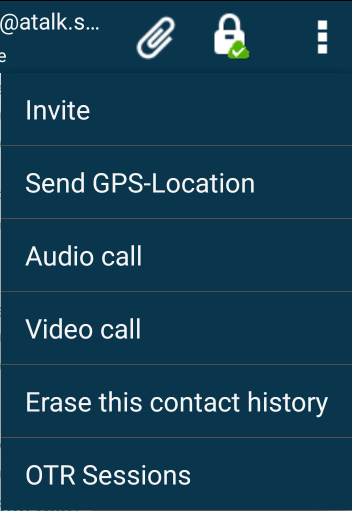 @atalk.s...
e
Invite
Send GPS-Location
Audio call
Video call
Erase this contact history
OTR Sessions